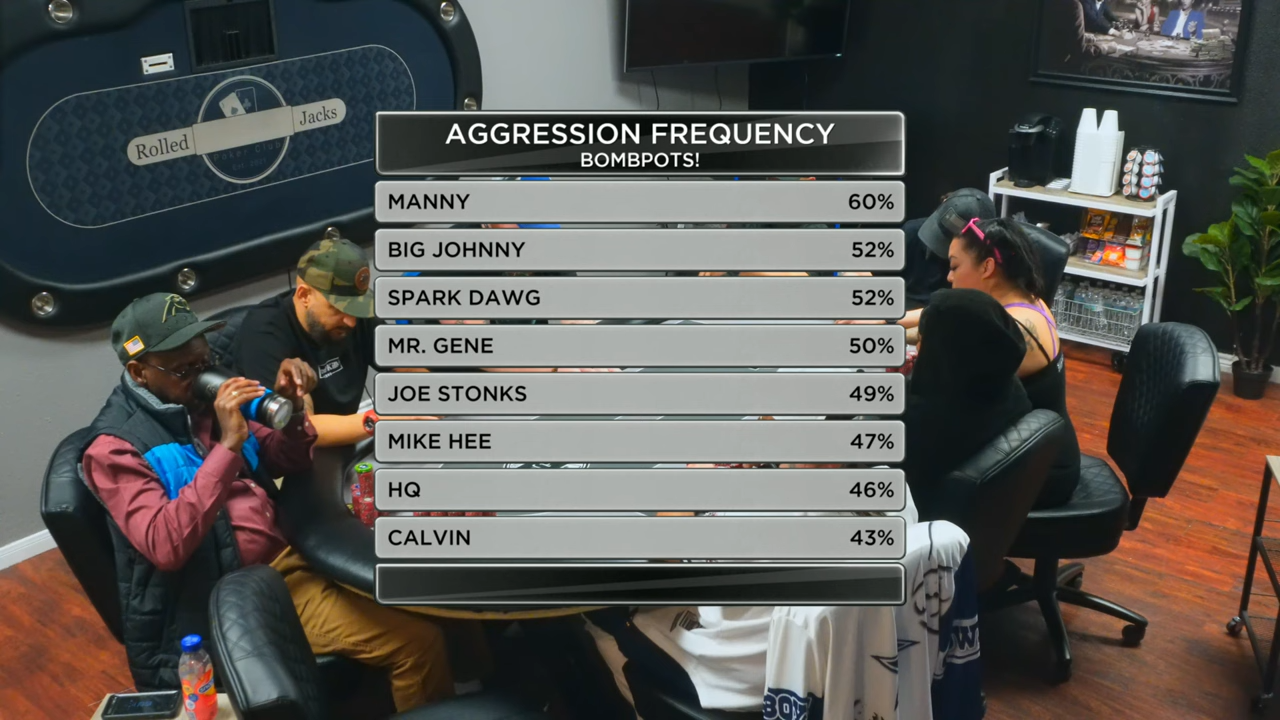 Rolled
Jacks
AGGRESSION FREQUENCY
BOMBPOTS!
MANNY 60%
BIG JOHNNY 52%
SPARK DAWG 52%
MR. GENE 50%
JOE STONKS 49%
MIKE HEE 47%
HQ 46%
CALVIN 43%